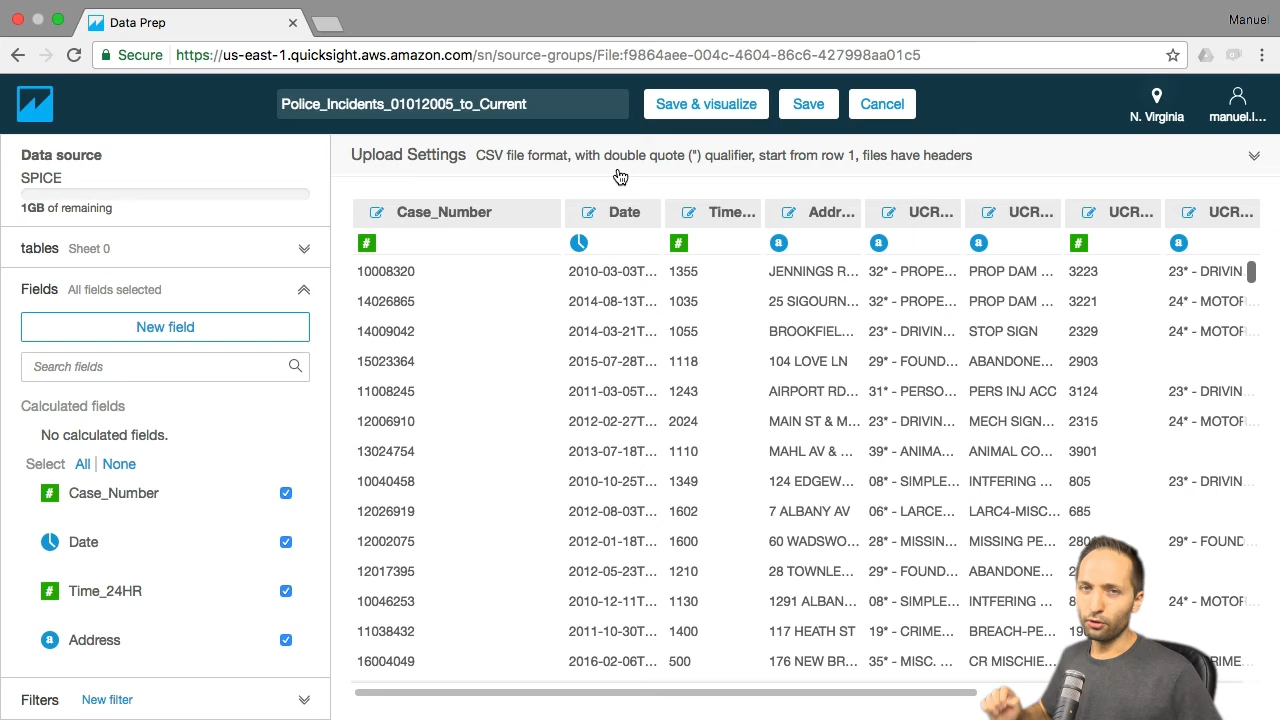 Data Prep
Manuel
Secure https://us-east-1.quicksight.aws.amazon.com/sn/source-groups/File:f9864aee-004c-4604-86c6-427998aa01c5
Police_Incidents_01012005_to_Current
Save & visualize
Save
Cancel
N. Virginia
manuel.l...
Data source
SPICE
1GB of remaining
tables Sheet 0
Fields All fields selected
New field
Search fields
Calculated fields
No calculated fields.
Select All | None
# Case_Number
Date
# Time_24HR
a Address
Filters New filter
Upload Settings CSV file format, with double quote (") qualifier, start from row 1, files have headers
Case_Number Date Time... Addr... UCR... UCR... UCR... UCR...
# # a a a # a
10008320 2010-03-03T... 1355 JENNINGS R... 32* - PROPE... PROP DAM ... 3223 23* - DRIVIN...
14026865 2014-08-13T... 1035 25 SIGOURN... 32* - PROPE... PROP DAM ... 3221 24* - MOTOR...
14009042 2014-03-21T... 1055 BROOKFIEL... 23* - DRIVIN... STOP SIGN 2329 24* - MOTOR...
15023364 2015-07-28T... 1118 104 LOVE LN 29* - FOUND... ABANDONE... 2903
11008245 2011-03-05T... 1243 AIRPORT RD... 31* - PERSO... PERS INJ ACC 3124 23* - DRIVIN...
12006910 2012-02-27T... 2024 MAIN ST & M... 23* - DRIVIN... MECH SIGN... 2315 24* - MOTOR...
13024754 2013-07-18T... 1110 MAHL AV & ... 39* - ANIMA... ANIMAL CO... 3901
10040458 2010-10-25T... 1349 124 EDGEW... 08* - SIMPLE... INTFERING ... 805 23* - DRIVIN...
12026919 2012-08-03T... 1602 7 ALBANY AV 06* - LARCE... LARC4-MISC... 685
12002075 2012-01-18T... 1600 60 WADSWO... 28* - MISSIN... MISSING PE... 29* - FOUND...
12017395 2012-05-23T... 1210 28 TOWNLE... 29* - FOUND... ABANDONE...
10046253 2010-12-11T... 1130 1291 ALBAN... 08* - SIMPLE... INTFERING ... 24* - MOTOR...
11038432 2011-10-30T... 1400 117 HEATH ST 19* - CRIME... BREACH-PE...
16004049 2016-02-06T... 500 176 NEW BR... 35* - MISC. ... CR MISCHIE...